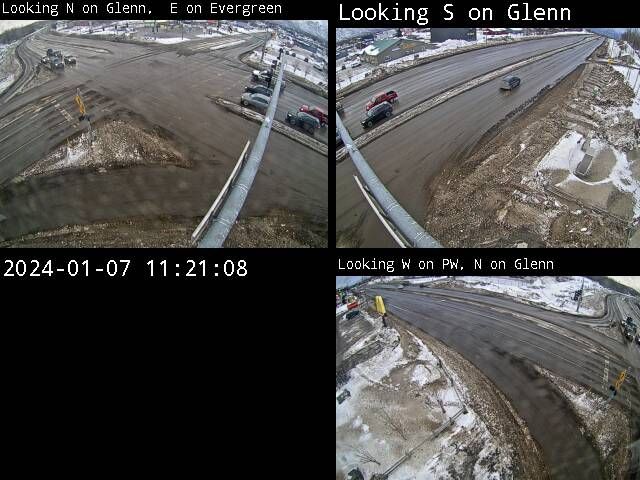 Looking N on Glenn,  E on Evergreen
Looking S on Glenn
2024-01-07 11:21:08
Looking W on PW, N on Glenn